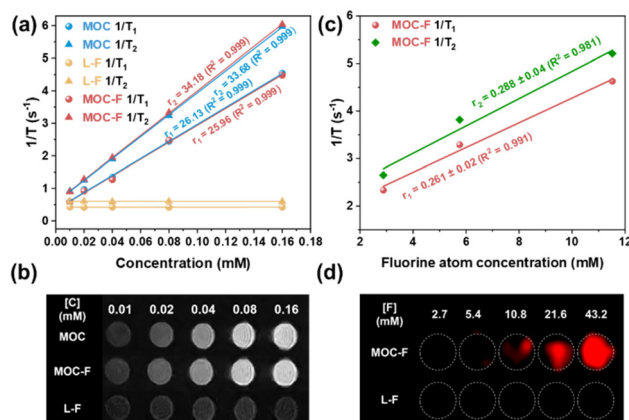 (a)
MOC 1/T1
MOC 1/T2
L-F 1/T1
L-F 1/T2
MOC-F 1/T1
MOC-F 1/T2
r2 = 34.18 (R² = 0.999)
r2 = 33.68 (R² = 0.999)
r1 = 26.13 (R² = 0.999)
r1 = 25.96 (R² = 0.999)
1/T (s⁻¹)
6
5
4
3
2
1
0
0.00 0.02 0.04 0.06 0.08 0.10 0.12 0.14 0.16 0.18
Concentration (mM)
(c)
MOC-F 1/T1
MOC-F 1/T2
r2 = 0.288 ± 0.04 (R² = 0.981)
r1 = 0.261 ± 0.02 (R² = 0.991)
1/T (s⁻¹)
6
5
4
3
2
2 4 6 8 10 12
Fluorine atom concentration (mM)
(b)
[C]
(mM)
0.01 0.02 0.04 0.08 0.16
MOC
MOC-F
L-F
(d)
[F]
(mM)
2.7 5.4 10.8 21.6 43.2
MOC-F
L-F